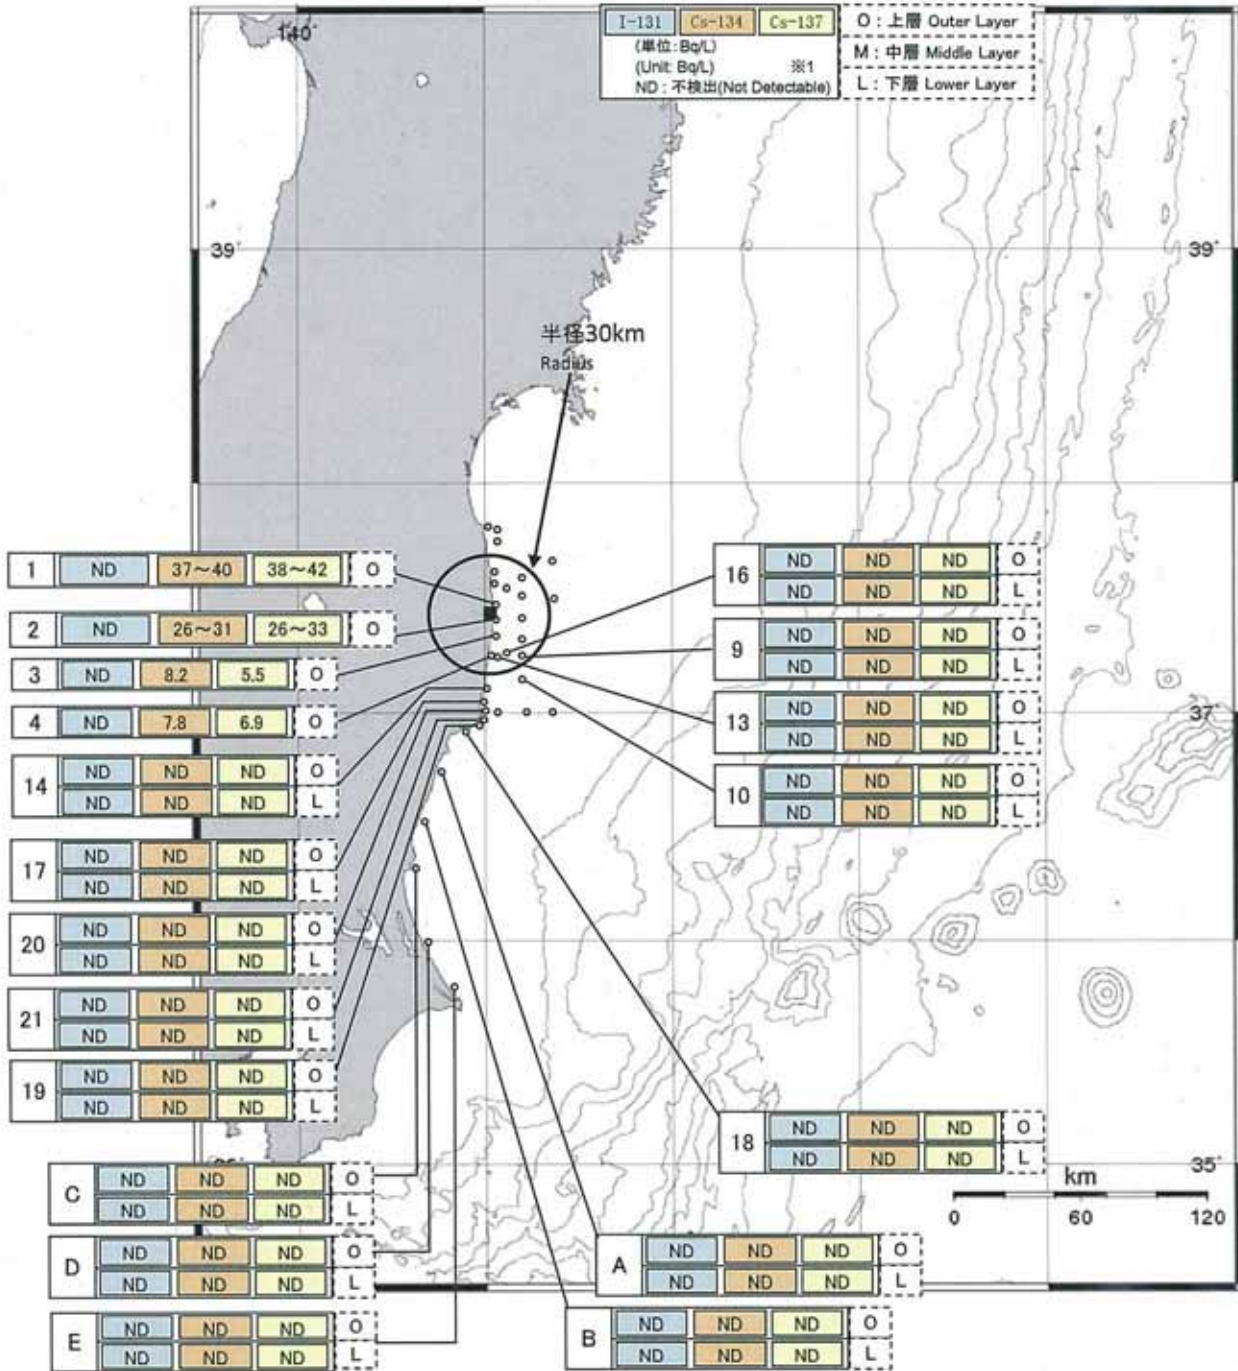 I-131 Cs-134 Cs-137
(単位:Bq/L)
(Unit: Bq/L) ※1
ND : 不検出(Not Detectable)
O : 上層 Outer Layer
M : 中層 Middle Layer
L : 下層 Lower Layer
140°
39° 39°
半径30km
Radius
1 ND 37~40 38~42 O
2 ND 26~31 26~33 O
3 ND 8.2 5.5 O
4 ND 7.8 6.9 O
14
ND ND ND O
ND ND ND L
17
ND ND ND O
ND ND ND L
20
ND ND ND O
ND ND ND L
21
ND ND ND O
ND ND ND L
19
ND ND ND O
ND ND ND L
16
ND ND ND O
ND ND ND L
9
ND ND ND O
ND ND ND L
13
ND ND ND O
ND ND ND L
10
ND ND ND O
ND ND ND L
37°
18
ND ND ND O
ND ND ND L
35°
km
0 60 120
C
ND ND ND O
ND ND ND L
D
ND ND ND O
ND ND ND L
E
ND ND ND O
ND ND ND L
A
ND ND ND O
ND ND ND L
B
ND ND ND O
ND ND ND L